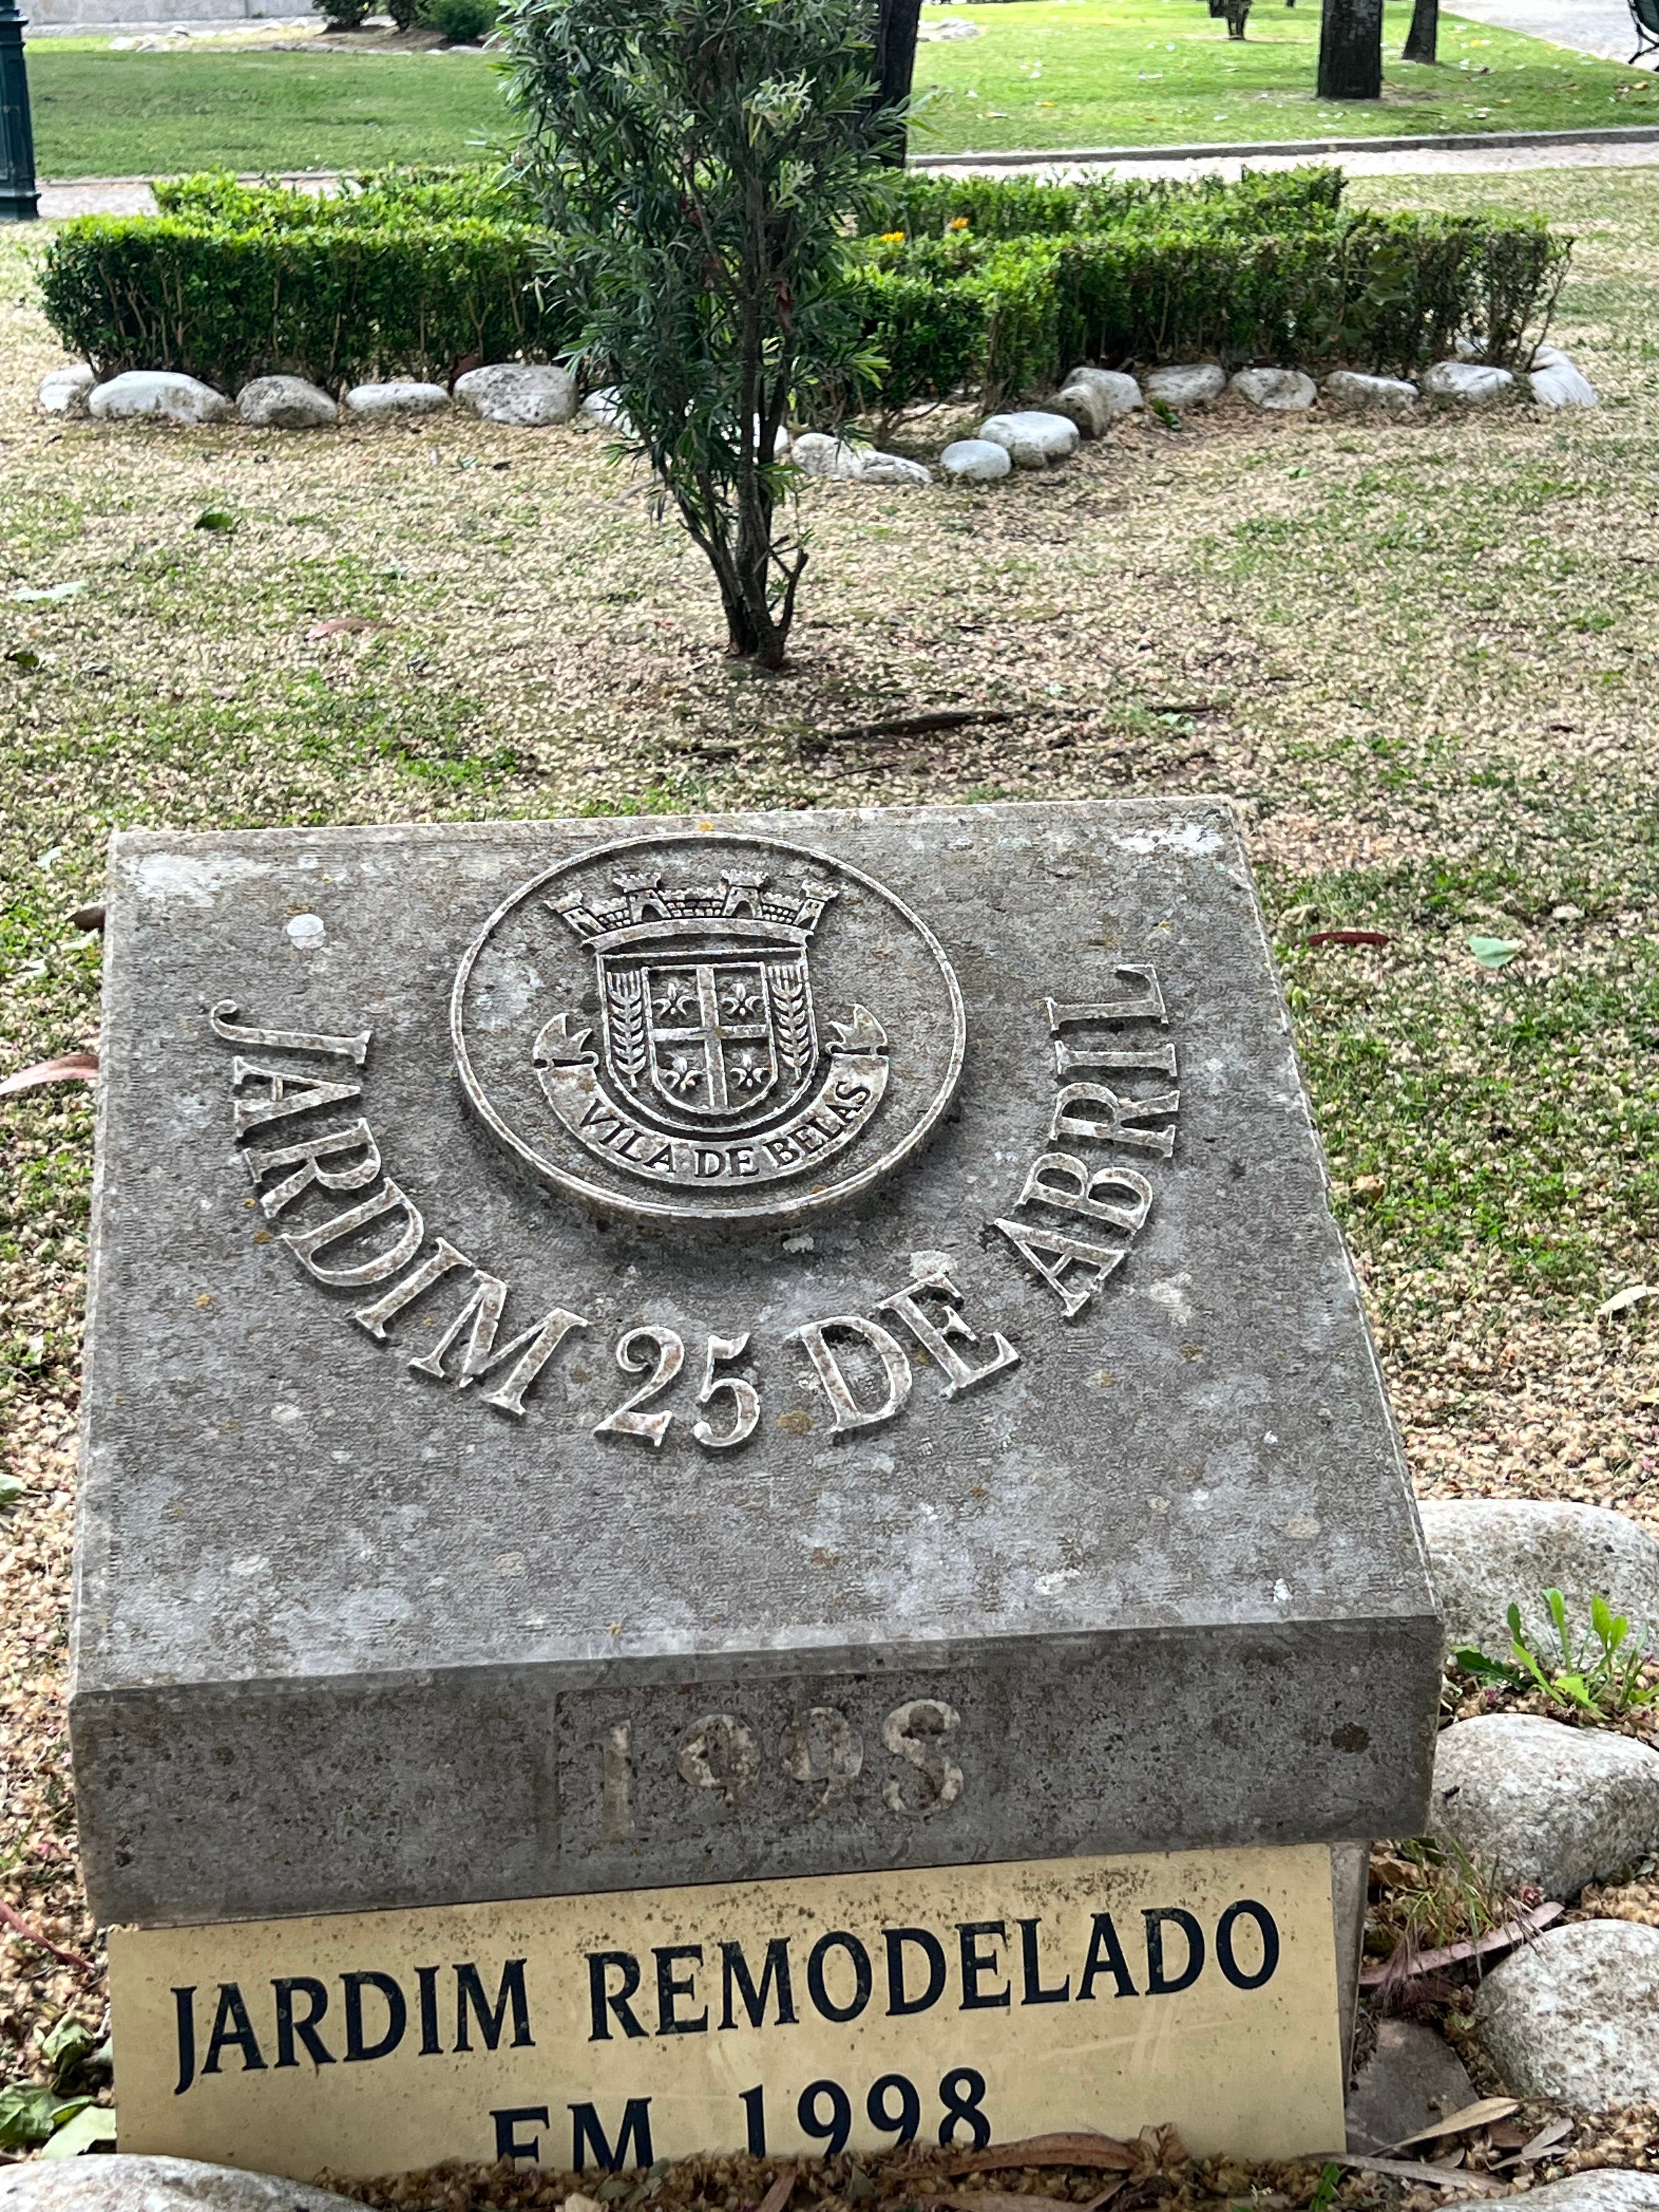 VILA DE BELAS
JARDIM 25 DE ABRIL
1998
JARDIM REMODELADO
EM 1998